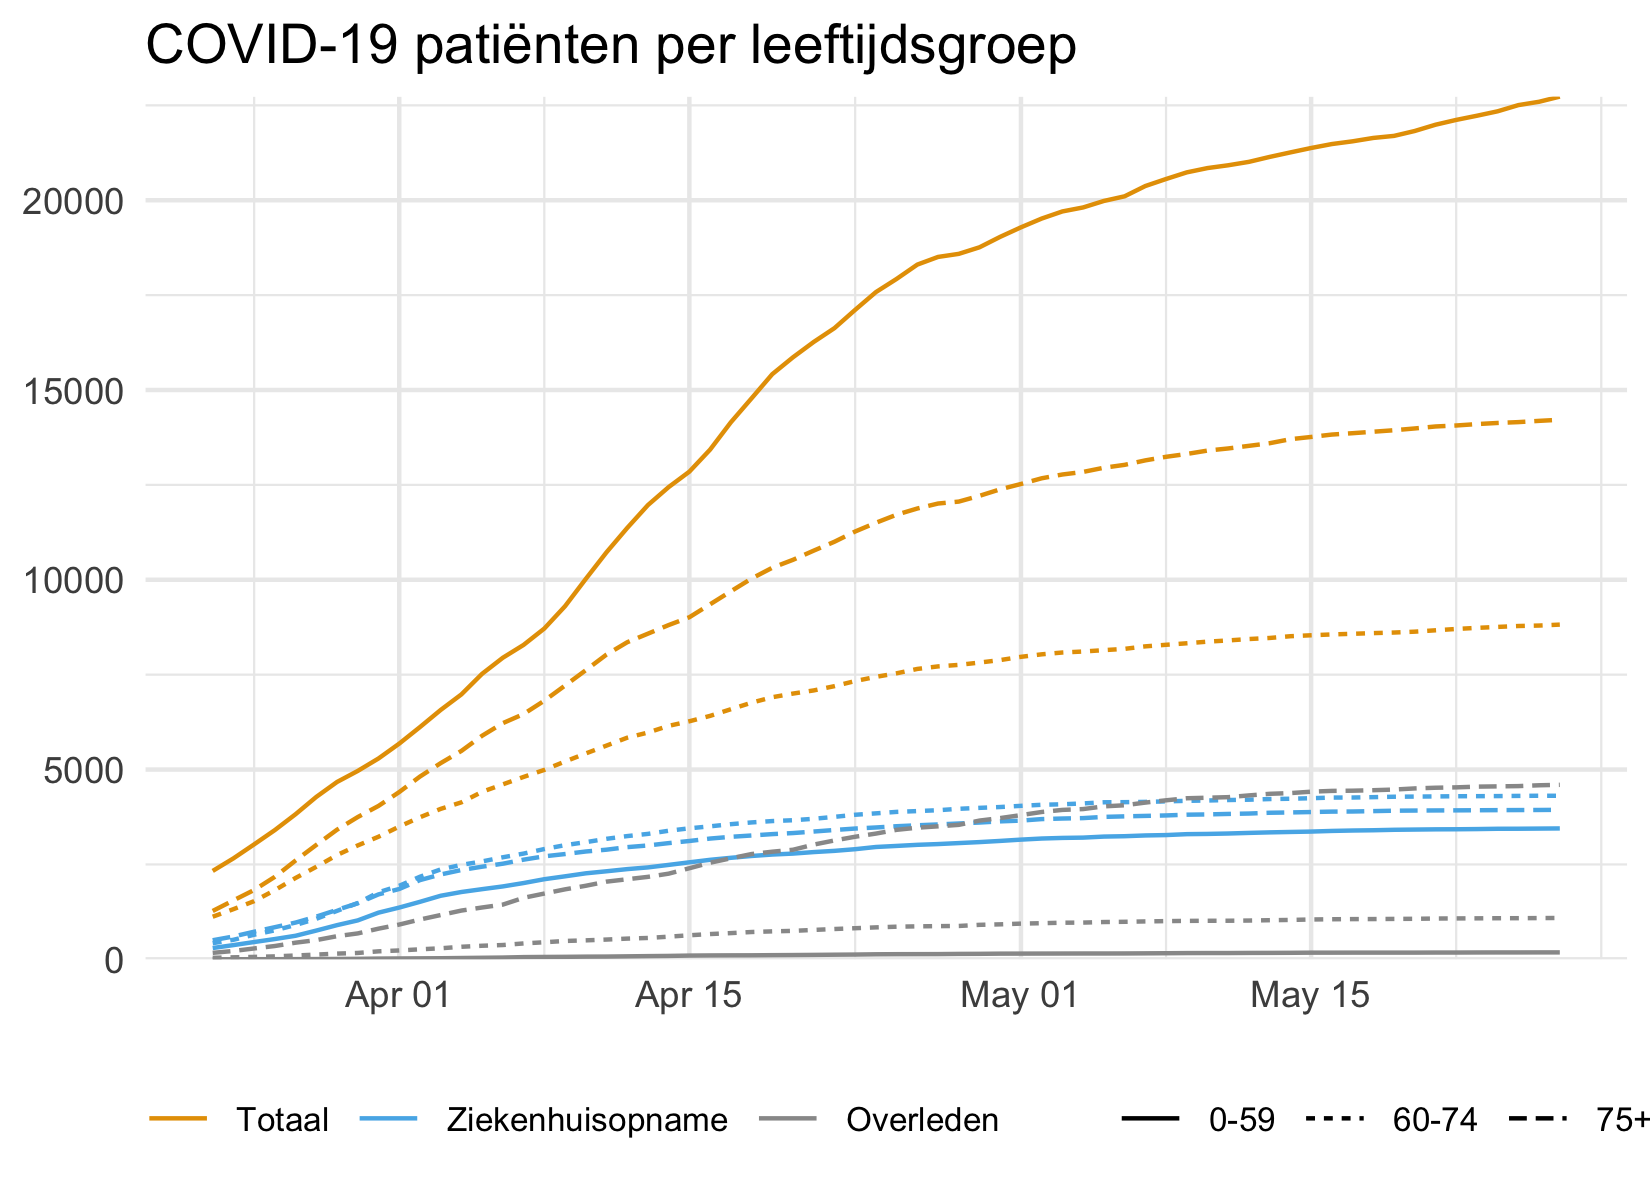 COVID-19 patiënten per leeftijdsgroep
20000
15000
10000
5000
0
Apr 01 Apr 15 May 01 May 15
Totaal Ziekenhuisopname Overleden 0-59 60-74 75+